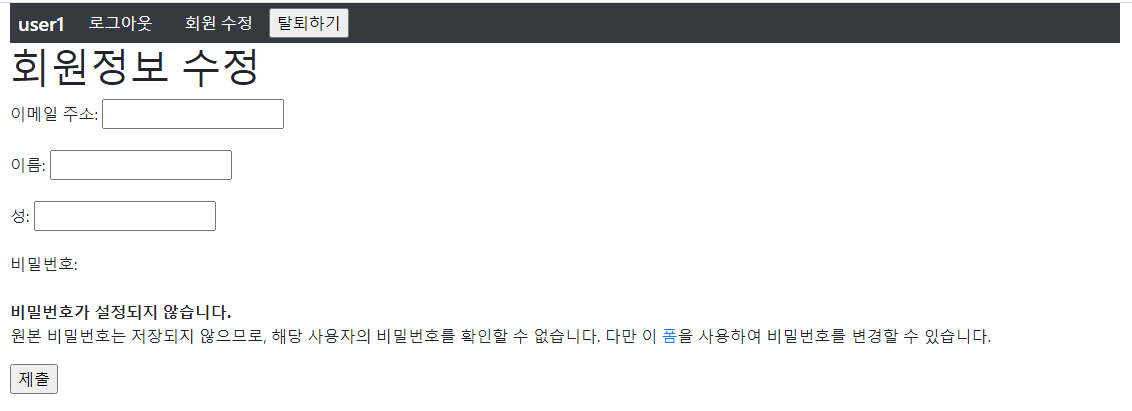 user1 로그아웃 회원 수정 탈퇴하기
회원정보 수정
이메일 주소:
이름:
성:
비밀번호:
비밀번호가 설정되지 않습니다.
원본 비밀번호는 저장되지 않으므로, 해당 사용자의 비밀번호를 확인할 수 없습니다. 다만 이 폼을 사용하여 비밀번호를 변경할 수 있습니다.
제출